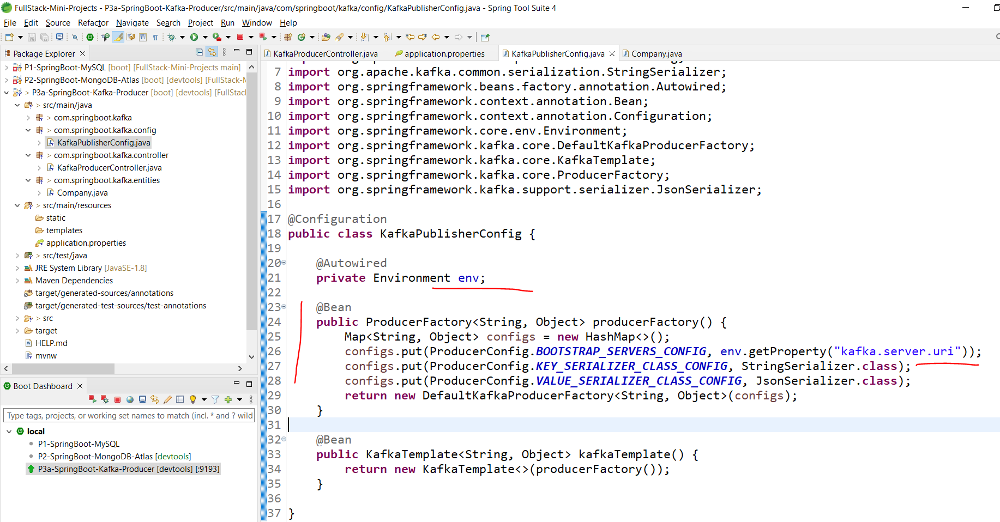 FullStack-Mini-Projects - P3a-SpringBoot-Kafka-Producer/src/main/java/com/springboot/kafka/config/KafkaPublisherConfig.java - Spring Tool Suite 4
File Edit Source Refactor Navigate Search Project Run Window Help
Package Explorer
P1-SpringBoot-MySQL [boot] [FullStack-Mini-Projects main]
P2-SpringBoot-MongoDB-Atlas [boot] [devtools] [FullStack-M
> P3a-SpringBoot-Kafka-Producer [boot] [devtools] [FullStac
> src/main/java
> com.springboot.kafka
> com.springboot.kafka.config
KafkaPublisherConfig.java
> com.springboot.kafka.controller
KafkaProducerController.java
> com.springboot.kafka.entities
Company.java
> src/main/resources
static
templates
application.properties
> src/test/java
JRE System Library [JavaSE-1.8]
Maven Dependencies
target/generated-sources/annotations
target/generated-test-sources/test-annotations
> src
target
HELP.md
mvnw
Boot Dashboard
Type tags, projects, or working set names to match (incl. * and ? wild
local
P1-SpringBoot-MySQL
P2-SpringBoot-MongoDB-Atlas [devtools]
P3a-SpringBoot-Kafka-Producer [devtools] [:9193]
KafkaProducerController.java application.properties KafkaPublisherConfig.java Company.java
7 import org.apache.kafka.common.serialization.StringSerializer;
8 import org.springframework.beans.factory.annotation.Autowired;
9 import org.springframework.context.annotation.Bean;
10 import org.springframework.context.annotation.Configuration;
11 import org.springframework.core.env.Environment;
12 import org.springframework.kafka.core.DefaultKafkaProducerFactory;
13 import org.springframework.kafka.core.KafkaTemplate;
14 import org.springframework.kafka.core.ProducerFactory;
15 import org.springframework.kafka.support.serializer.JsonSerializer;
16
17 @Configuration
18 public class KafkaPublisherConfig {
19
20 @Autowired
21 private Environment env;
22
23 @Bean
24 public ProducerFactory<String, Object> producerFactory() {
25 Map<String, Object> configs = new HashMap<>();
26 configs.put(ProducerConfig.BOOTSTRAP_SERVERS_CONFIG, env.getProperty("kafka.server.uri"));
27 configs.put(ProducerConfig.KEY_SERIALIZER_CLASS_CONFIG, StringSerializer.class);
28 configs.put(ProducerConfig.VALUE_SERIALIZER_CLASS_CONFIG, JsonSerializer.class);
29 return new DefaultKafkaProducerFactory<String, Object>(configs);
30 }
31
32 @Bean
33 public KafkaTemplate<String, Object> kafkaTemplate() {
34 return new KafkaTemplate<>(producerFactory());
35 }
36
37 }